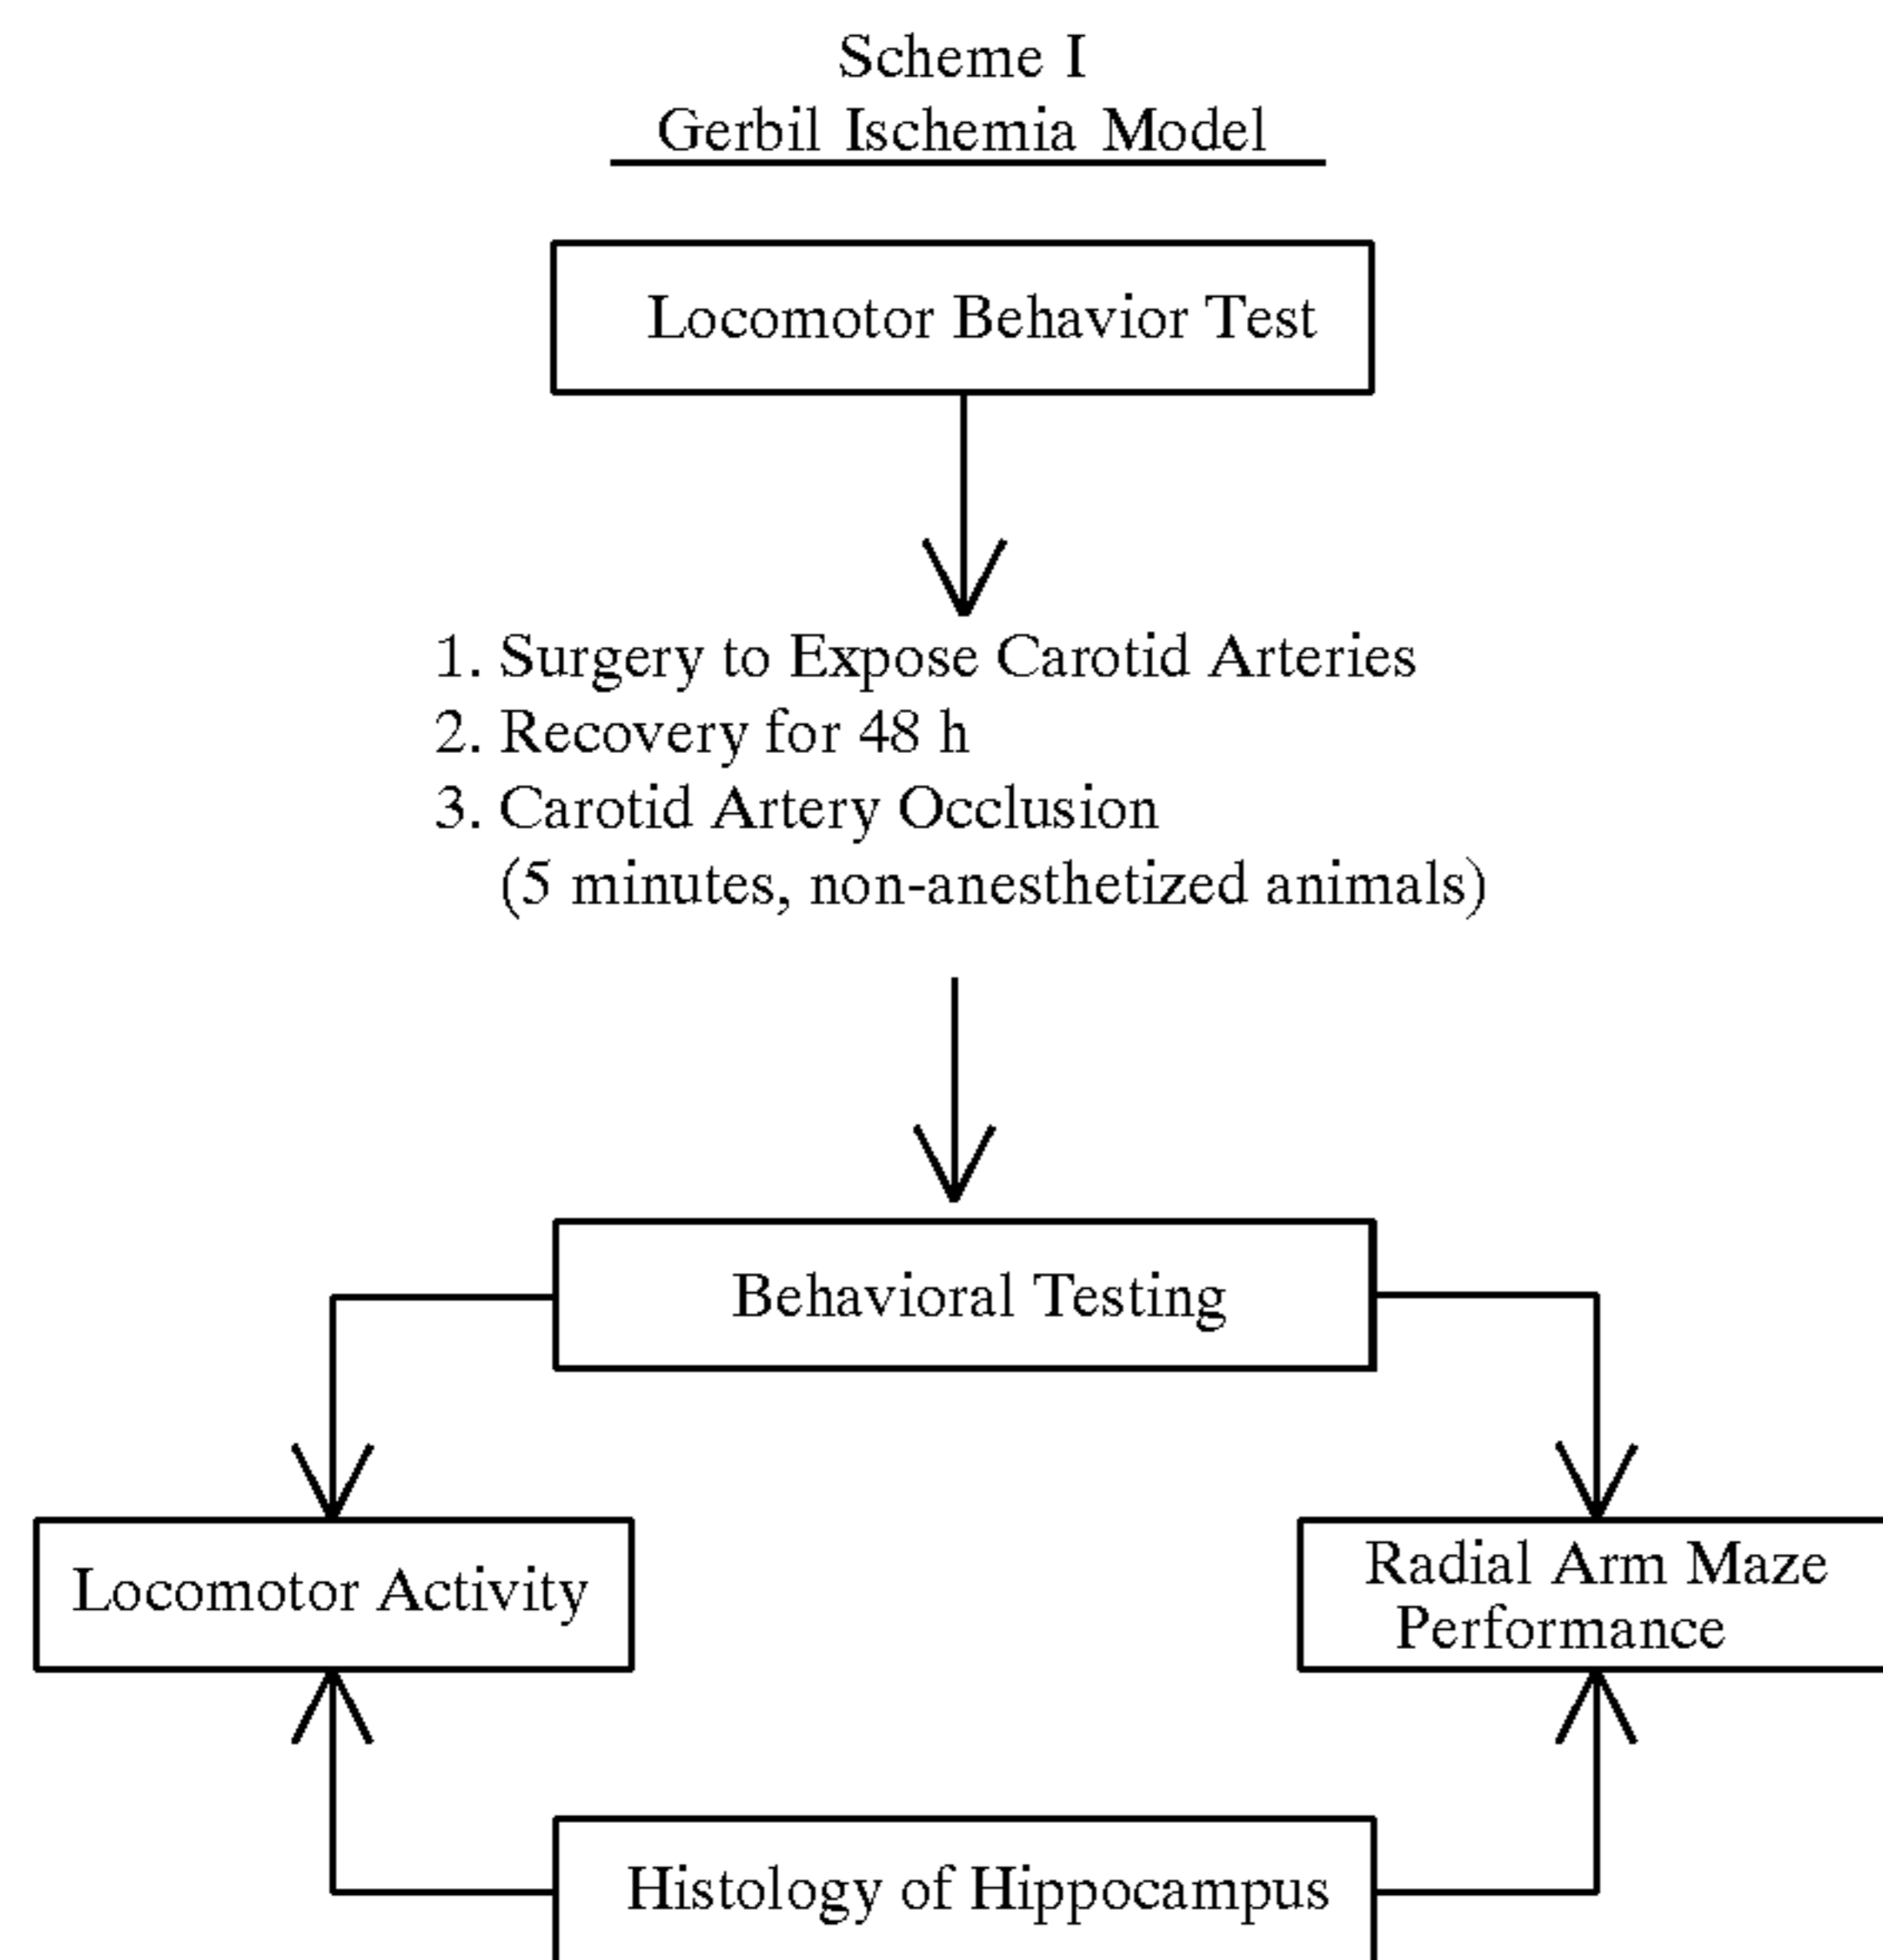 Scheme I
Gerbil Ischemia Model
Locomotor Behavior Test
1. Surgery to Expose Carotid Arteries
2. Recovery for 48 h
3. Carotid Artery Occlusion
(5 minutes, non-anesthetized animals)
Behavioral Testing
Locomotor Activity
Radial Arm Maze
Performance
Histology of Hippocampus